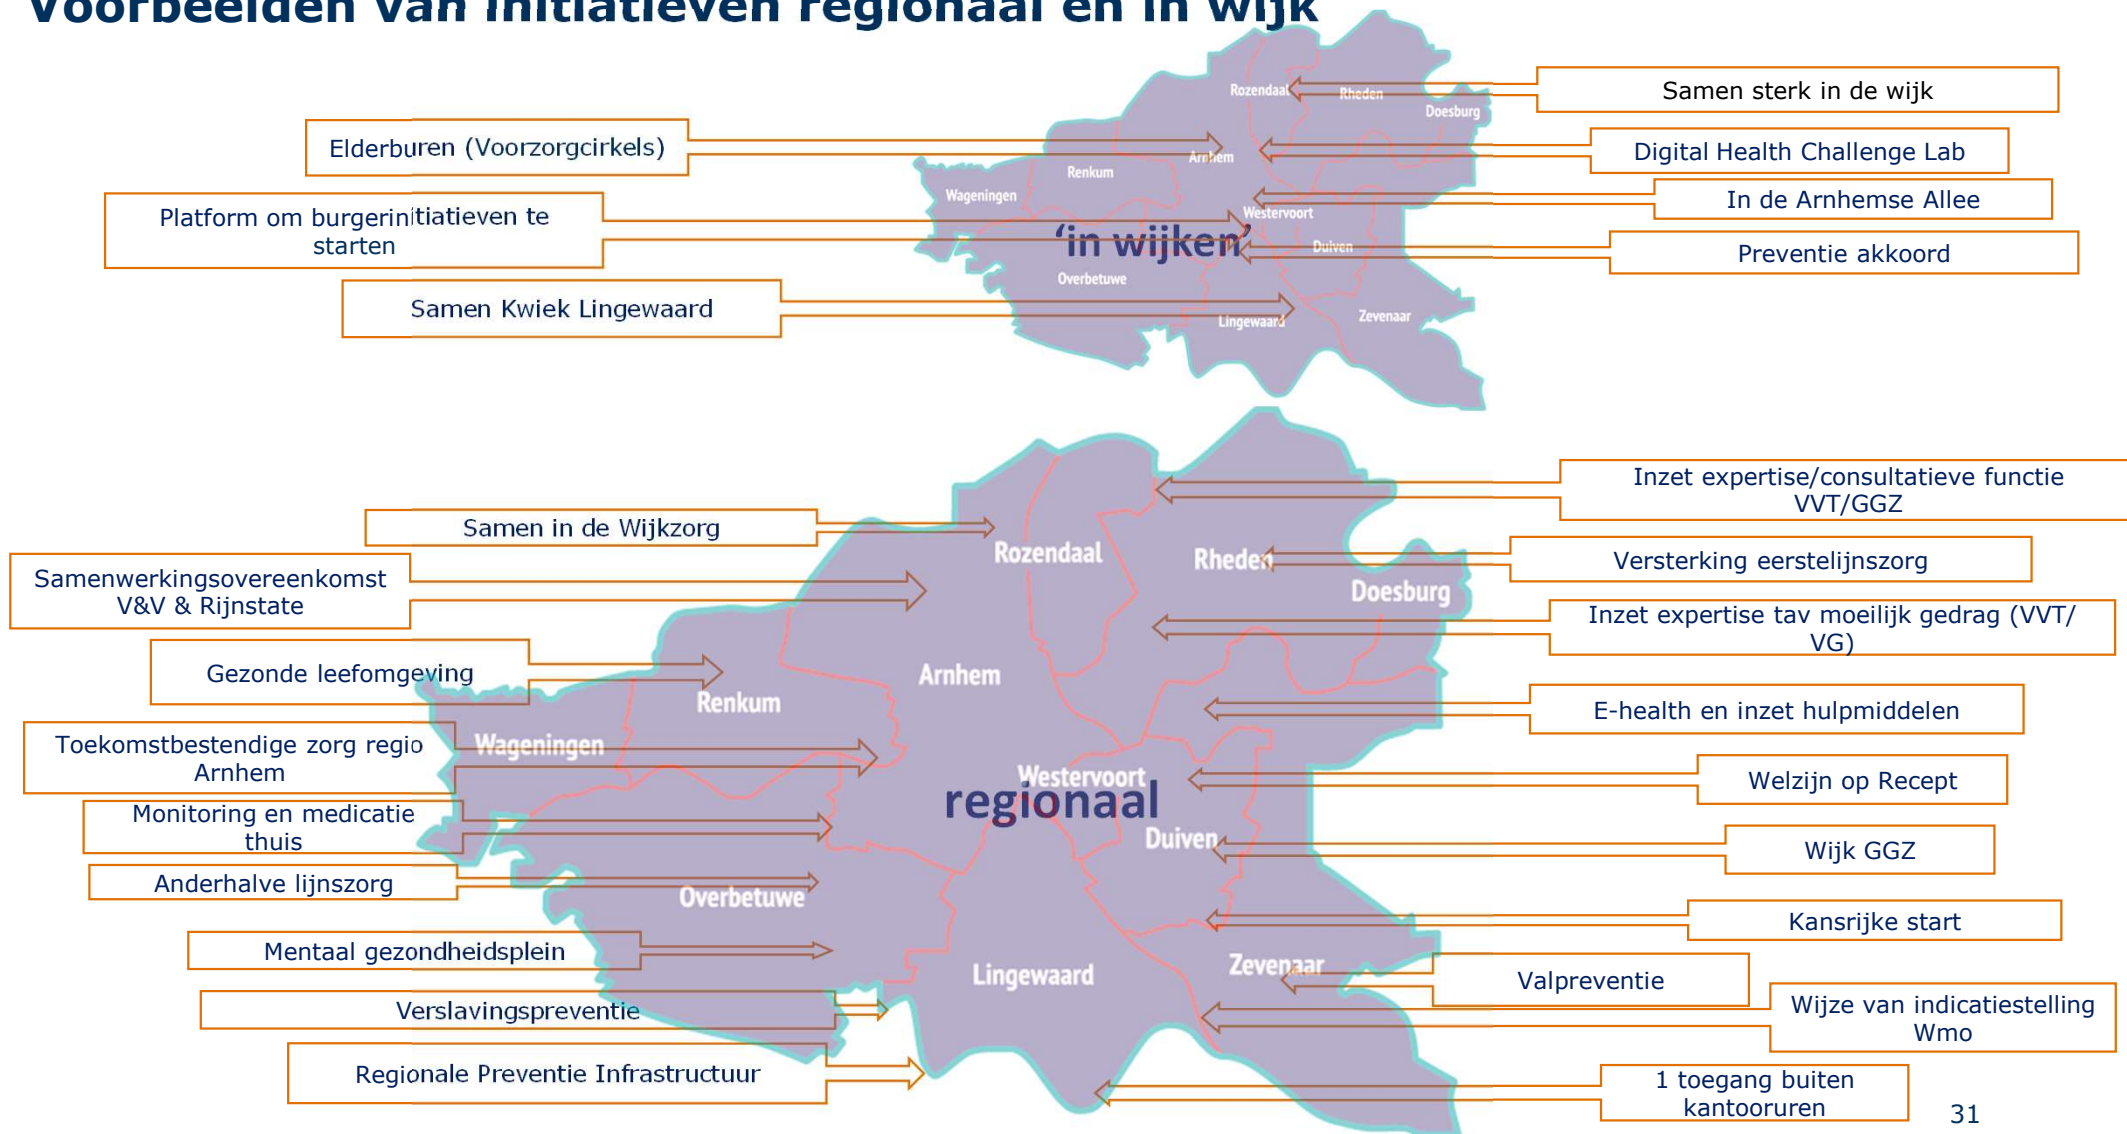 Voorbeelden van initiatieven regionaal en in wijk
Rozendaal
Rheden
Doesburg
Arnhem
Renkum
Wageningen
Westervoort
‘in wijken’
Duiven
Overbetuwe
Lingewaard
Zevenaar
Elderburen (Voorzorgcirkels)
Platform om burgerinitiatieven te
starten
Samen Kwiek Lingewaard
Samen sterk in de wijk
Digital Health Challenge Lab
In de Arnhemse Allee
Preventie akkoord
Samen in de Wijkzorg
Samenwerkingsovereenkomst
V&V & Rijnstate
Gezonde leefomgeving
Toekomstbestendige zorg regio
Arnhem
Monitoring en medicatie
thuis
Anderhalve lijnszorg
Mentaal gezondheidsplein
Verslavingspreventie
Regionale Preventie Infrastructuur
Rozendaal
Rheden
Doesburg
Arnhem
Renkum
Wageningen
Westervoort
regionaal
Duiven
Overbetuwe
Lingewaard
Zevenaar
Inzet expertise/consultatieve functie
VVT/GGZ
Versterking eerstelijnszorg
Inzet expertise tav moeilijk gedrag (VVT/
VG)
E-health en inzet hulpmiddelen
Welzijn op Recept
Wijk GGZ
Kansrijke start
Valpreventie
Wijze van indicatiestelling
Wmo
1 toegang buiten
kantooruren
31